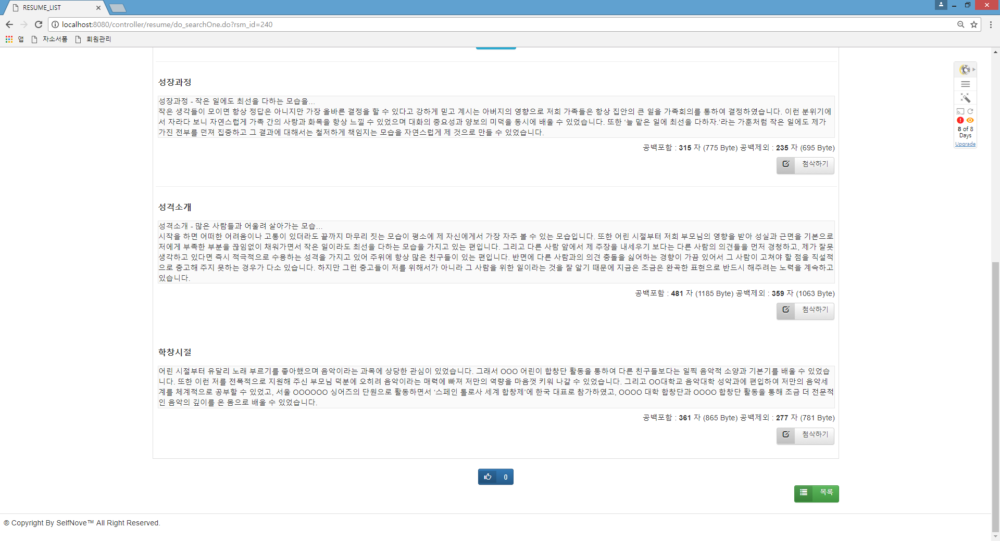 RESUME_LIST
localhost:8080/controller/resume/do_searchOne.do?rsm_id=240
앱 자소서폼 회원관리
성장과정
성장과정 - 작은 일에도 최선을 다하는 모습을...
작은 생각들이 모이면 항상 정답은 아니지만 가장 올바른 결정을 할 수 있다고 강하게 믿고 계시는 아버지의 영향으로 저희 가족들은 항상 집안의 큰 일을 가족회의를 통하여 결정하였습니다. 이런 분위기에
서 자라다 보니 자연스럽게 가족 간의 사랑과 화목을 항상 느낄 수 있었으며 대화의 중요성과 양보의 미덕을 동시에 배울 수 있었습니다. 또한 ‘늘 맡은 일에 최선을 다하자.’라는 가훈처럼 작은 일에도 제가
가진 전부를 던져 집중하고 그 결과에 대해서는 철저하게 책임지는 모습을 자연스럽게 제 것으로 만들 수 있었습니다.
공백포함 : 315 자 (775 Byte) 공백제외 : 235 자 (695 Byte)
첨삭하기
성격소개
성격소개 - 많은 사람들과 어울려 살아가는 모습...
시작을 하면 어떠한 어려움이나 고통이 있더라도 끝까지 마무리 짓는 모습이 평소에 제 자신에게서 가장 자주 볼 수 있는 모습입니다. 또한 어린 시절부터 저희 부모님의 영향을 받아 성실과 근면을 기본으로
저에게 부족한 부분을 끊임없이 채워가면서 작은 일이라도 최선을 다하는 모습을 가지고 있는 편입니다. 그리고 다른 사람 앞에서 제 주장을 내세우기 보다는 다른 사람의 의견들을 먼저 경청하고, 제가 잘못
생각하고 있다면 즉시 적극적으로 수용하는 성격을 가지고 있어 주위에 항상 많은 친구들이 있는 편입니다. 반면에 다른 사람과의 의견 충돌을 싫어하는 경향이 가끔 있어서 그 사람이 고쳐야 할 점을 직설적
으로 충고해 주지 못하는 경우가 다소 있습니다. 하지만 그런 충고들이 저를 위해서가 아니라 그 사람을 위한 일이라는 것을 잘 알기 때문에 지금은 조금은 완곡한 표현으로 반드시 해주려는 노력을 계속하고
있습니다.
공백포함 : 481 자 (1185 Byte) 공백제외 : 359 자 (1063 Byte)
첨삭하기
학창시절
어린 시절부터 유달리 노래 부르기를 좋아했으며 음악이라는 과목에 상당한 관심이 있었습니다. 그래서 OOO 어린이 합창단 활동을 통하여 다른 친구들보다는 일찍 음악적 소양과 기본기를 배울 수 있었습
니다. 또한 이런 저를 전폭적으로 지원해 주신 부모님 덕분에 오히려 음악이라는 매력에 빠져 저만의 역량을 마음껏 키워 나갈 수 있었습니다. 그리고 OO대학교 음악대학 성악과에 편입하여 저만의 음악세
계를 체계적으로 공부할 수 있었고, 서울 OOOOOO 싱어즈의 단원으로 활동하면서 ‘스페인 톨로사 세계 합창제’에 한국 대표로 참가하였고, OOOO 대학 합창단과 OOOO 합창단 활동을 통해 조금 더 전문적
인 음악의 깊이를 온 몸으로 배울 수 있었습니다.
공백포함 : 361 자 (865 Byte) 공백제외 : 277 자 (781 Byte)
첨삭하기
0
목록
® Copyright By SelfNove™ All Right Reserved.
8 of 8
Days
Upgrade